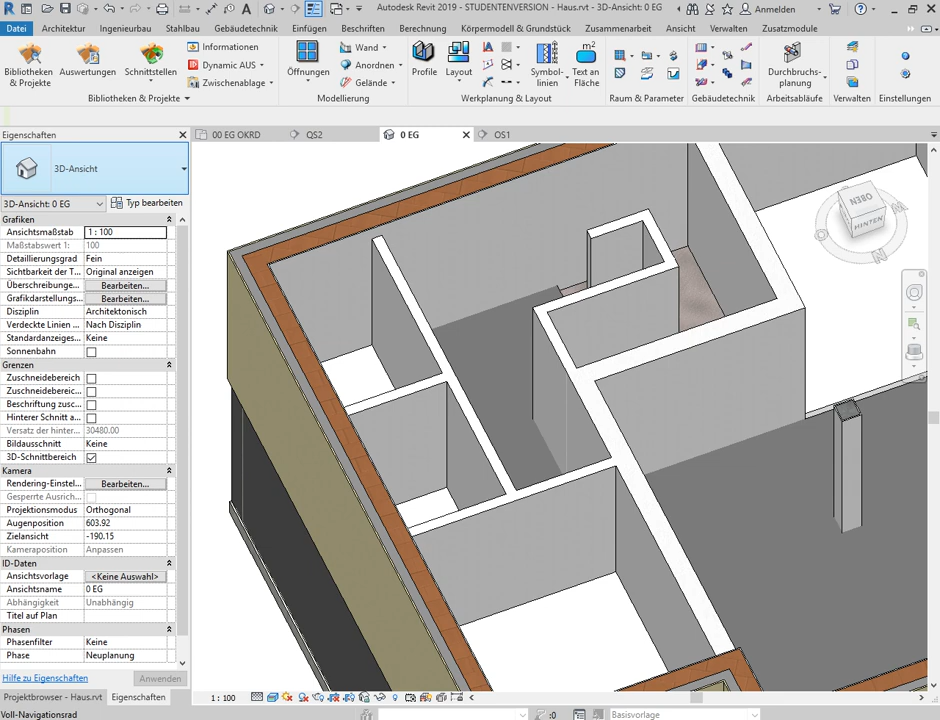 Autodesk Revit 2019 - STUDENTENVERSION - Haus.rvt - 3D-Ansicht: 0 EG
Anmelden
Datei Architektur Ingenieurbau Stahlbau Gebäudetechnik Einfügen Beschriften Berechnung Körpermodell & Grundstück Zusammenarbeit Ansicht Verwalten Zusatzmodule
Informationen
Dynamic AUS
Zwischenablage
Bibliotheken
& Projekte
Auswertungen
Schnittstellen
Öffnungen
Wand
Anordnen
Gelände
Profile
Layout
Symbol-
linien
Text an
Fläche
Durchbruchs-
planung
Bibliotheken & Projekte
Modellierung
Werkplanung & Layout
Raum & Parameter
Gebäudetechnik
Arbeitsabläufe
Verwalten
Einstellungen
Eigenschaften
00 EG OKRD
QS2
0 EG
OS1
3D-Ansicht
3D-Ansicht: 0 EG
Typ bearbeiten
Grafiken
Ansichtsmaßstab 1 : 100
Maßstabswert 1: 100
Detaillierungsgrad Fein
Sichtbarkeit der T... Original anzeigen
Überschreibunge... Bearbeiten...
Grafikdarstellungs... Bearbeiten...
Disziplin Architektonisch
Verdeckte Linien ... Nach Disziplin
Standardanzeiges... Keine
Sonnenbahn
Grenzen
Zuschneidebereich
Zuschneidebereic...
Beschriftung zusc...
Hinterer Schnitt a...
Versatz der hinter... 30480.00
Bildausschnitt Keine
3D-Schnittbereich
Kamera
Rendering-Einstel... Bearbeiten...
Gesperrte Ausrich...
Projektionsmodus Orthogonal
Augenposition 603.92
Zielansicht -190.15
Kameraposition Anpassen
ID-Daten
Ansichtsvorlage <Keine Auswahl>
Ansichtsname 0 EG
Abhängigkeit Unabhängig
Titel auf Plan
Phasen
Phasenfilter Keine
Phase Neuplanung
Hilfe zu Eigenschaften
Anwenden
Projektbrowser - Haus.rvt
Eigenschaften
OBEN
HINTEN
1 : 100
Voll-Navigationsrad
:0
Basisvorlage